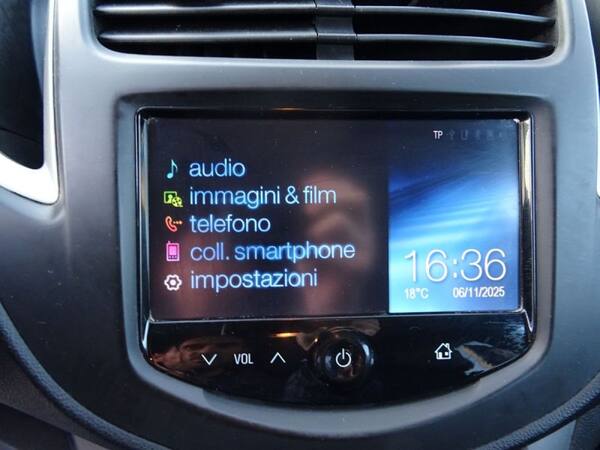 TP
audio
immagini & film
telefono
coll. smartphone
impostazioni
16:36
18°C 06/11/2025
VOL